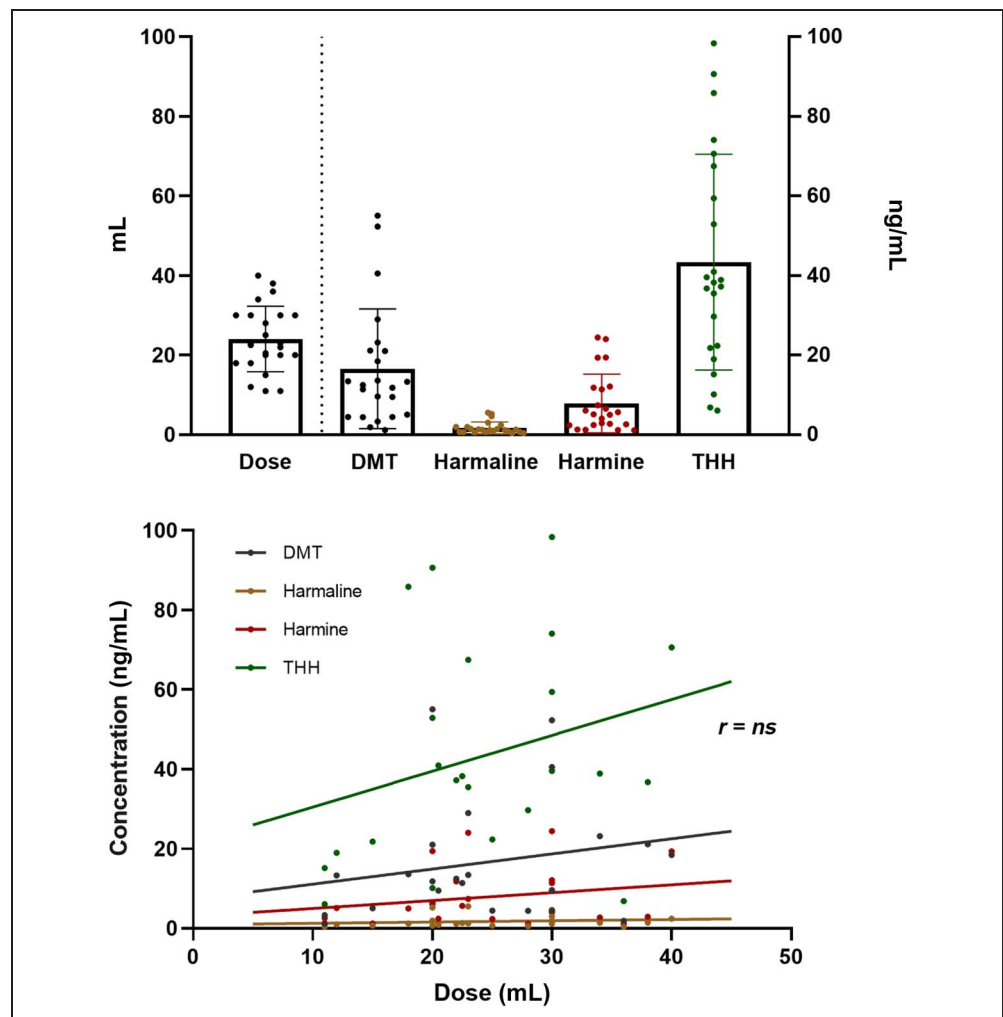 100
80
60
40
20
0
mL
100
80
60
40
20
0
ng/mL
Dose DMT Harmaline Harmine THH
100
80
60
40
20
0
Concentration (ng/mL)
DMT
Harmaline
Harmine
THH
r = ns
0 10 20 30 40 50
Dose (mL)